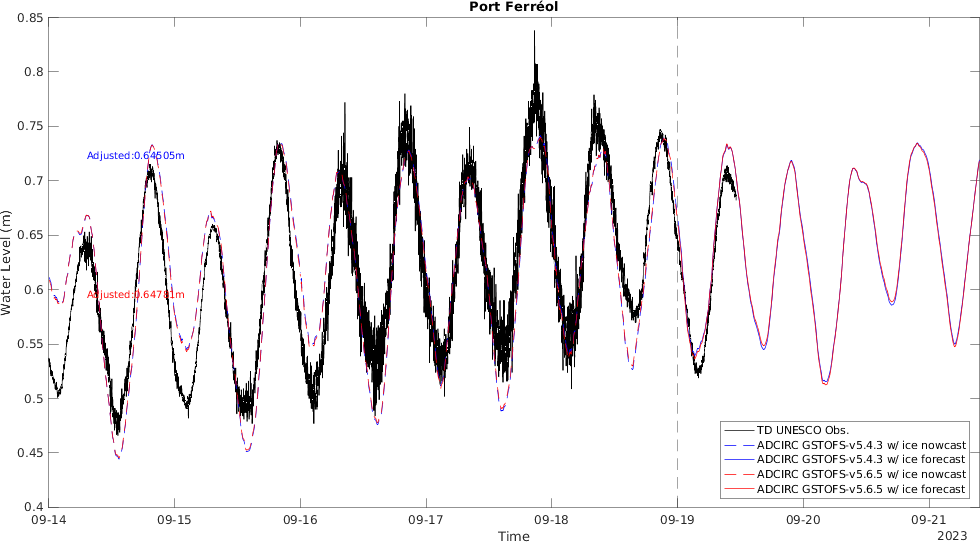 Port Ferréol
0.85
0.8
0.75
0.7
0.65
0.6
0.55
0.5
0.45
0.4
Water Level (m)
Adjusted:0.64505m
Adjusted:0.64781m
TD UNESCO Obs.
ADCIRC GSTOFS-v5.4.3 w/ ice nowcast
ADCIRC GSTOFS-v5.4.3 w/ ice forecast
ADCIRC GSTOFS-v5.6.5 w/ ice nowcast
ADCIRC GSTOFS-v5.6.5 w/ ice forecast
09-14 09-15 09-16 09-17 09-18 09-19 09-20 09-21
Time
2023